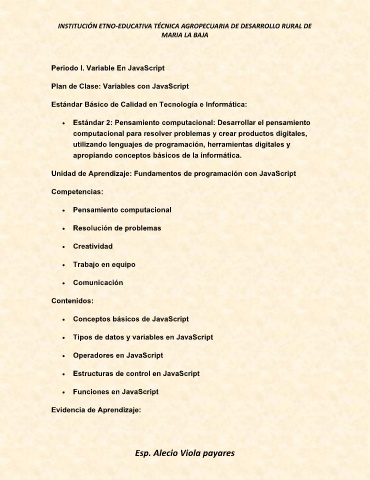 INSTITUCIÓN ETNO-EDUCATIVA TÉCNICA AGROPECUARIA DE DESARROLLO RURAL DE
MARIA LA BAJA
Periodo I. Variable En JavaScript
Plan de Clase: Variables con JavaScript
Estándar Básico de Calidad en Tecnología e Informática:
• Estándar 2: Pensamiento computacional: Desarrollar el pensamiento
computacional para resolver problemas y crear productos digitales,
utilizando lenguajes de programación, herramientas digitales y
apropiando conceptos básicos de la informática.
Unidad de Aprendizaje: Fundamentos de programación con JavaScript
Competencias:
• Pensamiento computacional
• Resolución de problemas
• Creatividad
• Trabajo en equipo
• Comunicación
Contenidos:
• Conceptos básicos de JavaScript
• Tipos de datos y variables en JavaScript
• Operadores en JavaScript
• Estructuras de control en JavaScript
• Funciones en JavaScript
Evidencia de Aprendizaje:
Esp. Alecio Viola payares